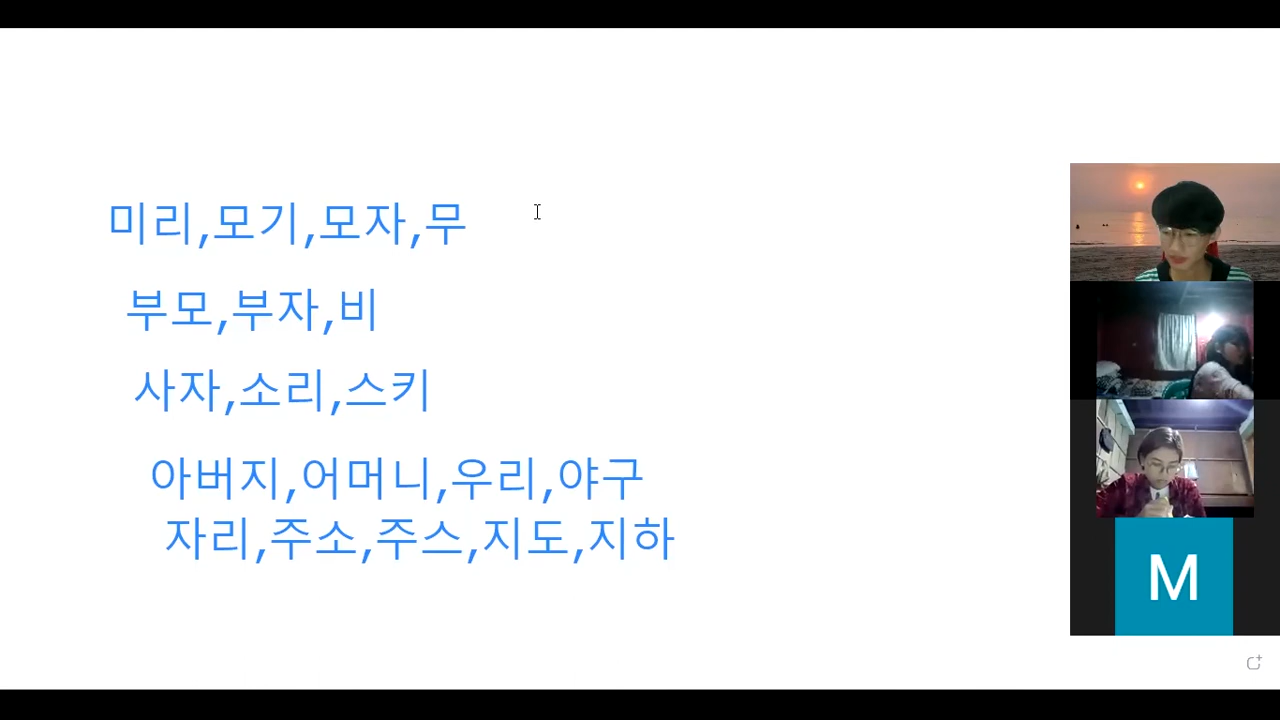 미리,모기,모자,무
부모,부자,비
사자,소리,스키
아버지,어머니,우리,야구
자리,주소,주스,지도,지하
M